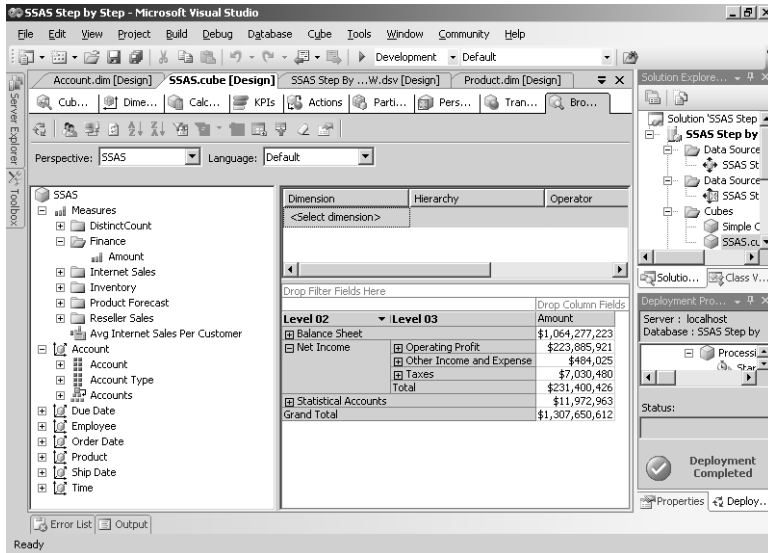 SSAS Step by Step - Microsoft Visual Studio
File Edit View Project Build Debug Database Cube Tools Window Community Help
Development Default
Account.dim [Design] SSAS.cube [Design] SSAS Step By ...W.dsv [Design] Product.dim [Design]
Cub... Dime... Calc... KPIs Actions Parti... Pers... Tran... Bro...
Perspective: SSAS Language: Default
Server Explorer
Toolbox
SSAS
Measures
DistinctCount
Finance
Amount
Internet Sales
Inventory
Product Forecast
Reseller Sales
Avg Internet Sales Per Customer
Account
Account
Account Type
Accounts
Due Date
Employee
Order Date
Product
Ship Date
Time
Dimension Hierarchy Operator
<Select dimension>
Drop Filter Fields Here
Drop Column Fields
Level 02 Level 03 Amount
Balance Sheet $1,064,277,223
Net Income Operating Profit $223,885,921
Other Income and Expense $484,025
Taxes $7,030,480
Total $231,400,426
Statistical Accounts $11,972,963
Grand Total $1,307,650,612
Solution Explore...
Solution 'SSAS Step
SSAS Step by
Data Source
SSAS St
Data Source
SSAS St
Cubes
Simple C
SSAS.cu
Solutio... Class V...
Deployment Pro...
Server : localhost
Database : SSAS Step by
Processi
Star
Status:
Deployment
Completed
Properties Deploy...
Error List Output
Ready